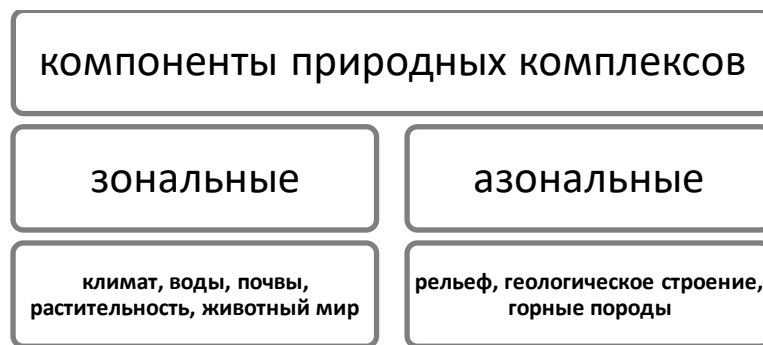 компоненты природных комплексов
зональные
азональные
климат, воды, почвы,
растительность, животный мир
рельеф, геологическое строение,
горные породы